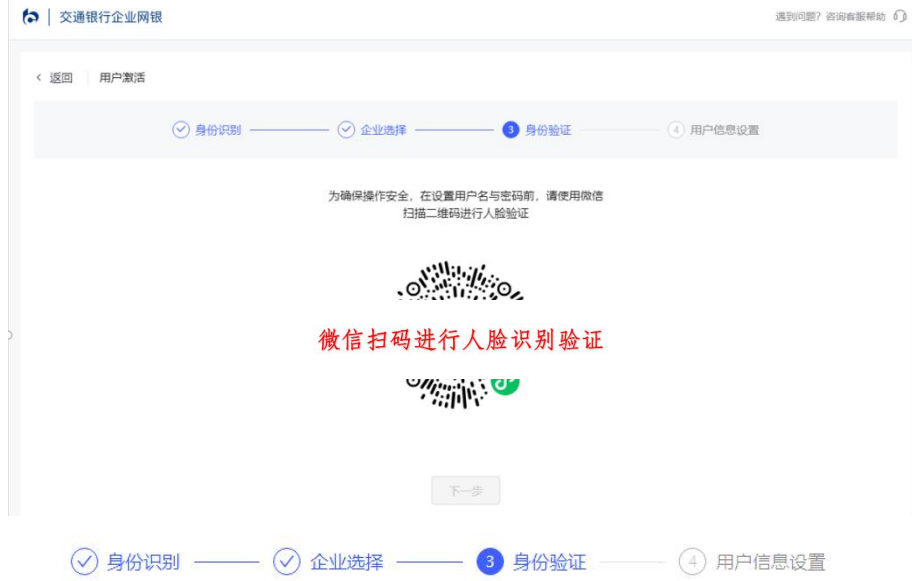 交通银行企业网银
遇到问题？咨询客服帮助
返回 用户激活
身份识别 企业选择 3 身份验证 4 用户信息设置
为确保操作安全，在设置用户名与密码前，请使用微信
扫描二维码进行人脸验证
微信扫码进行人脸识别验证
下一步
身份识别 企业选择 3 身份验证 4 用户信息设置